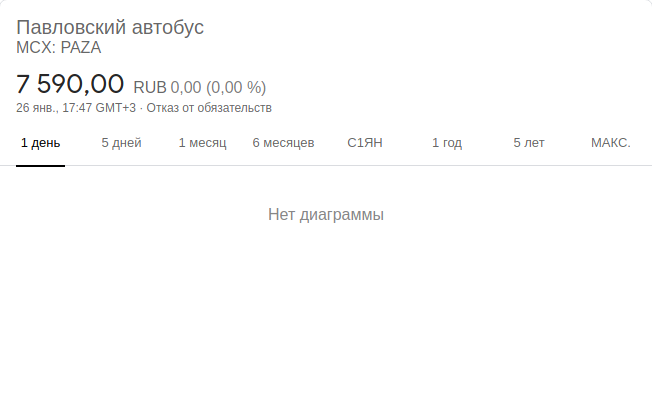 Павловский автобус
MCX: PAZA
7 590,00 RUB 0,00 (0,00 %)
26 янв., 17:47 GMT+3 · Отказ от обязательств
1 день 5 дней 1 месяц 6 месяцев С1ЯН 1 год 5 лет МАКС.
Нет диаграммы